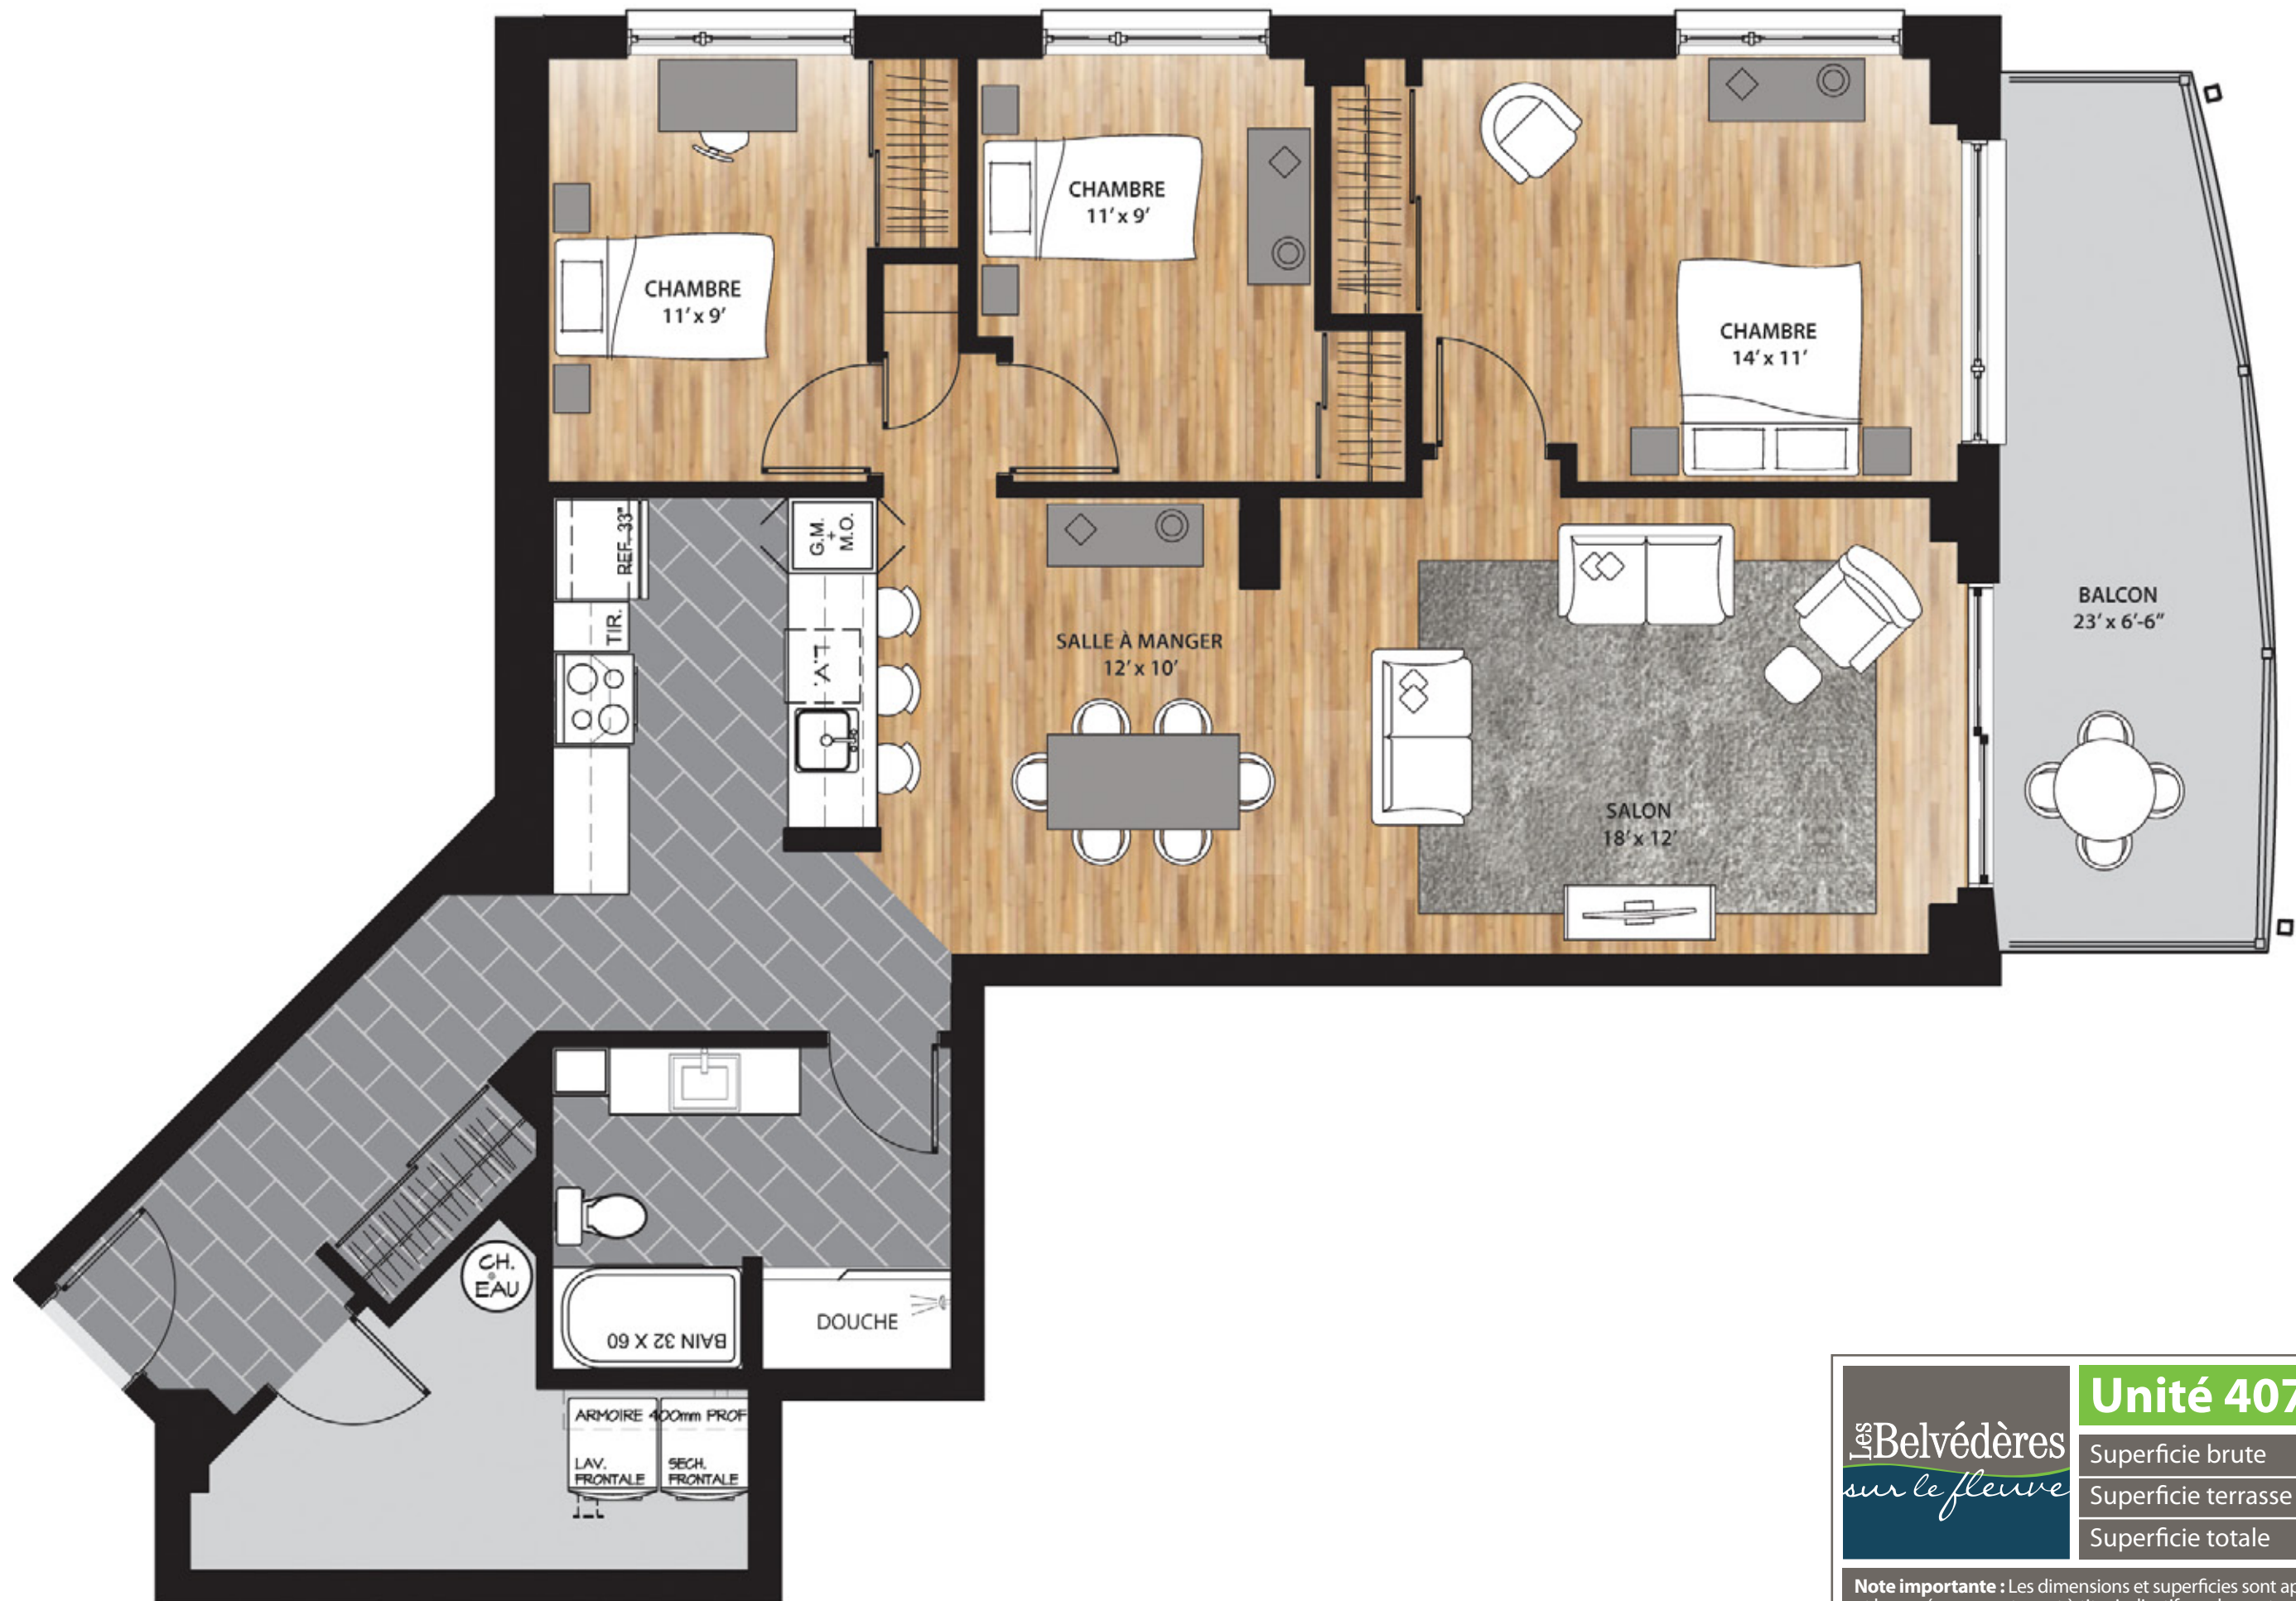 CHAMBRE
11' x 9'
CHAMBRE
11' x 9'
CHAMBRE
14' x 11'
REF. 33"
G.M.
+
M.O.
TIR.
L.V.
SALLE À MANGER
12' x 10'
SALON
18' x 12'
BALCON
23' x 6'-6"
CH.
EAU
BAIN 32 X 60
DOUCHE
ARMOIRE 400mm PROF
LAV.
FRONTALE
SECH.
FRONTALE
Les Belvédères
sur le fleuve
Unité 407
Superficie brute
Superficie terrasse
Superficie totale
Note importante : Les dimensions et superficies sont